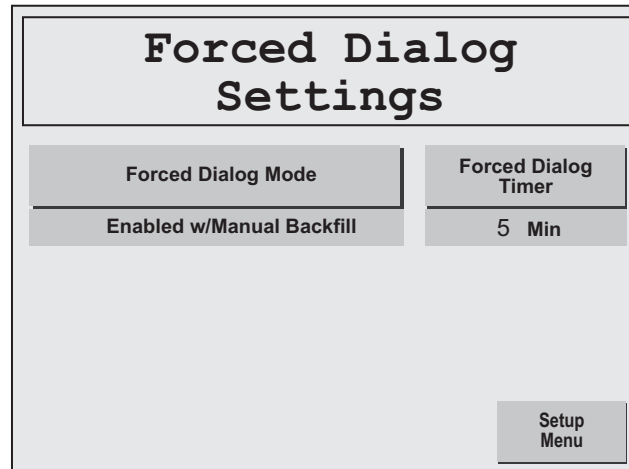 Forced Dialog
Settings
Forced Dialog Mode
Forced Dialog
Timer
Enabled w/Manual Backfill
5 Min
Setup
Menu